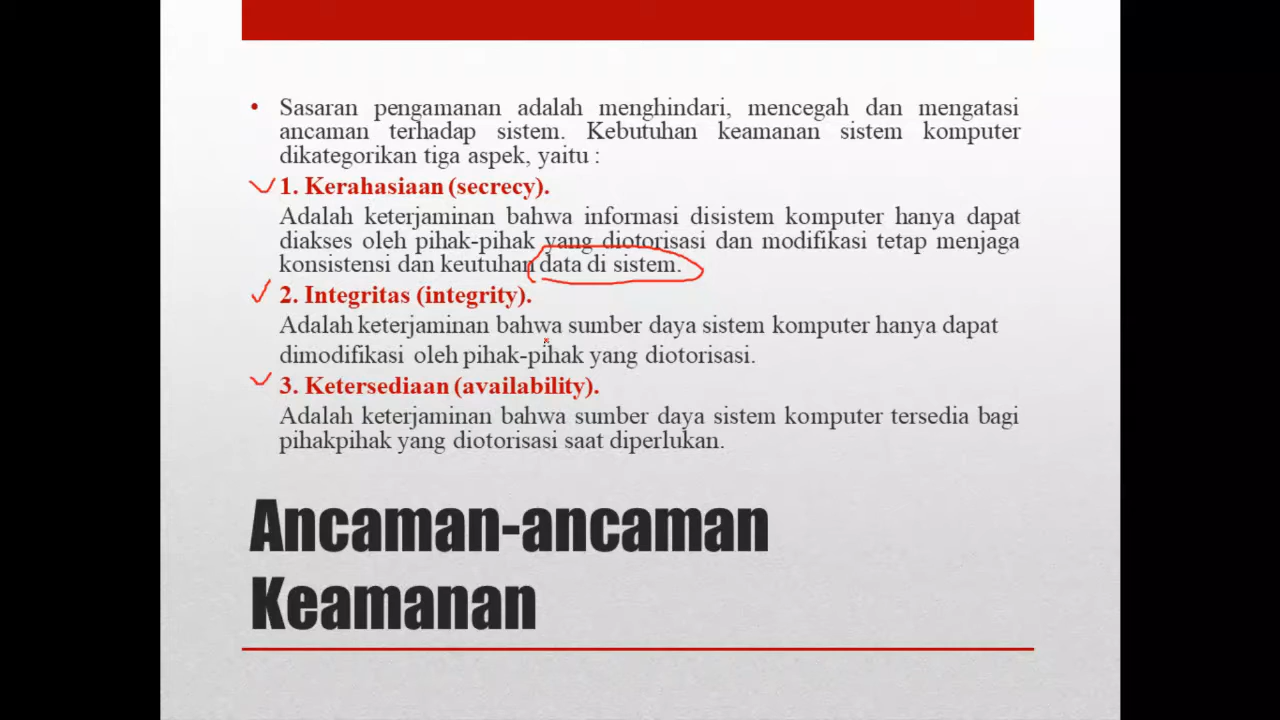 • Sasaran pengamanan adalah menghindari, mencegah dan mengatasi
ancaman terhadap sistem. Kebutuhan keamanan sistem komputer
dikategorikan tiga aspek, yaitu :
1. Kerahasiaan (secrecy).
Adalah keterjaminan bahwa informasi disistem komputer hanya dapat
diakses oleh pihak-pihak yang diotorisasi dan modifikasi tetap menjaga
konsistensi dan keutuhan data di sistem.
2. Integritas (integrity).
Adalah keterjaminan bahwa sumber daya sistem komputer hanya dapat
dimodifikasi oleh pihak-pihak yang diotorisasi.
3. Ketersediaan (availability).
Adalah keterjaminan bahwa sumber daya sistem komputer tersedia bagi
pihakpihak yang diotorisasi saat diperlukan.
Ancaman-ancaman
Keamanan